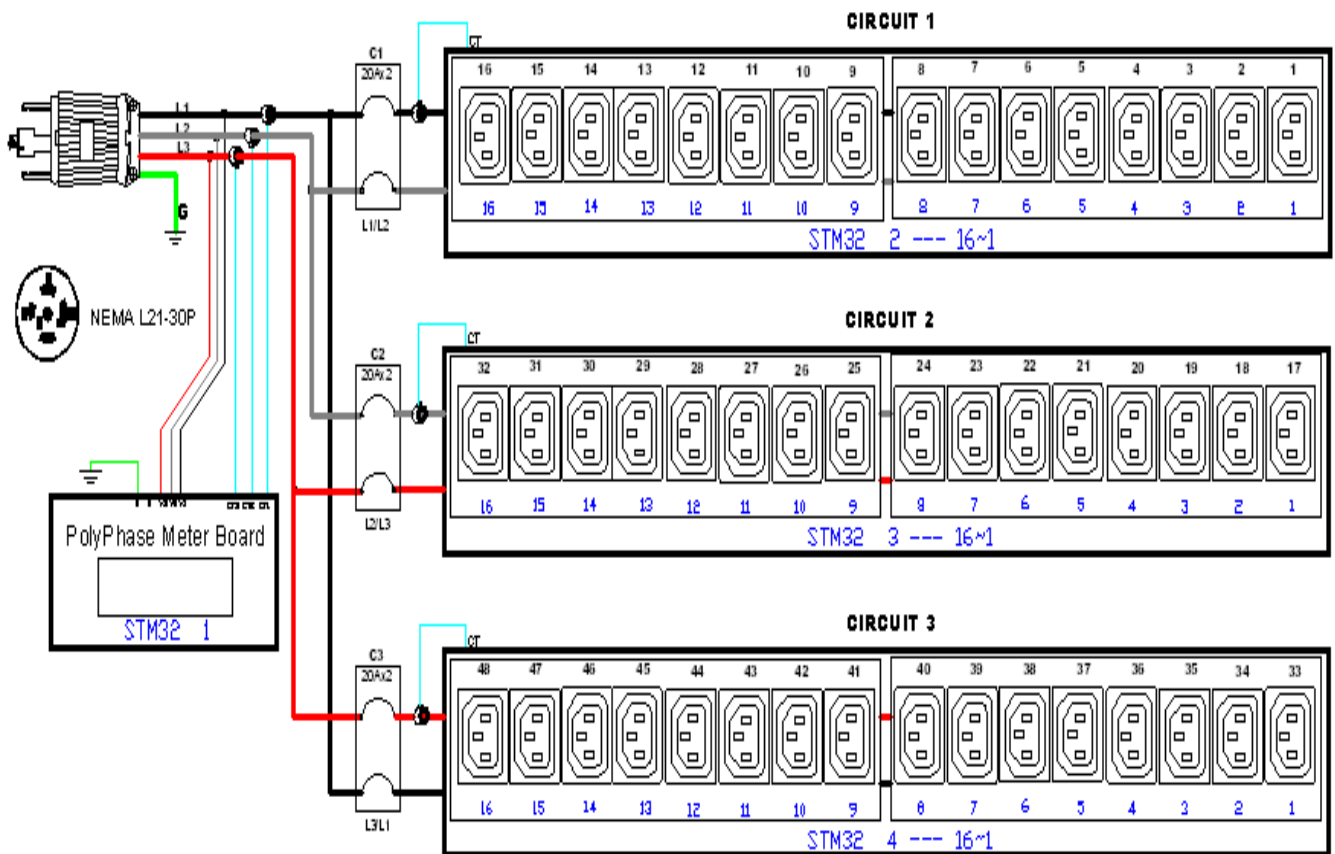 CIRCUIT 1
C1
20Ax2
CT
16 15 14 13 12 11 10 9 8 7 6 5 4 3 2 1
L1
L2
L3
G
16 15 14 13 12 11 10 9 8 7 6 5 4 3 2 1
L1/L2
STM32 2 --- 16~1
NEMA L21-30P
CIRCUIT 2
C2
20Ax2
CT
32 31 30 29 28 27 26 25 24 23 22 21 20 19 18 17
16 15 14 13 12 11 10 9 8 7 6 5 4 3 2 1
L2/L3
STM32 3 --- 16~1
PolyPhase Meter Board
STM32 1
CIRCUIT 3
C3
20Ax2
CT
48 47 46 45 44 43 42 41 40 39 38 37 36 35 34 33
16 15 14 13 12 11 10 9 8 7 6 5 4 3 2 1
L3/L1
STM32 4 --- 16~1